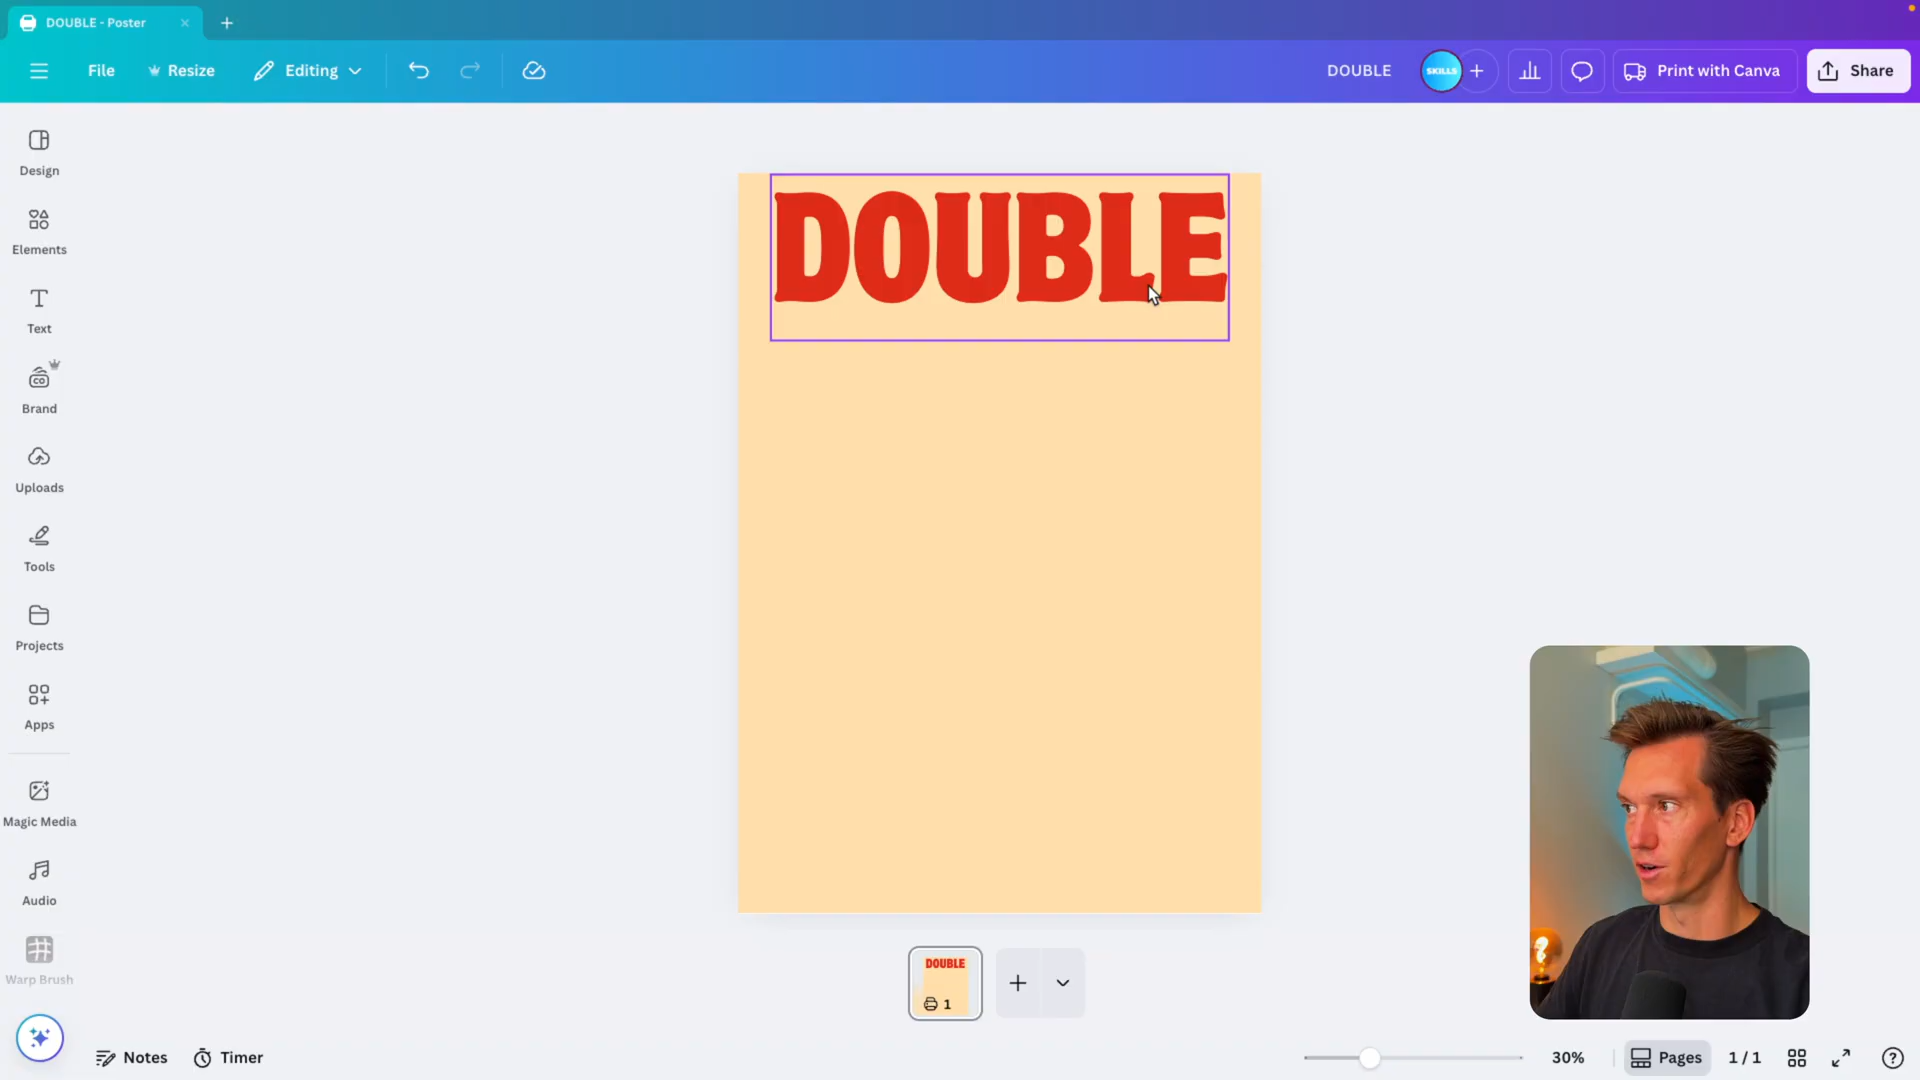 DOUBLE - Poster
File
Resize
Editing
DOUBLE
SKILLS
Print with Canva
Share
Design
Elements
Text
Brand
Uploads
Tools
Projects
Apps
Magic Media
Audio
Warp Brush
DOUBLE
DOUBLE
1
Notes
Timer
30%
Pages
1 / 1